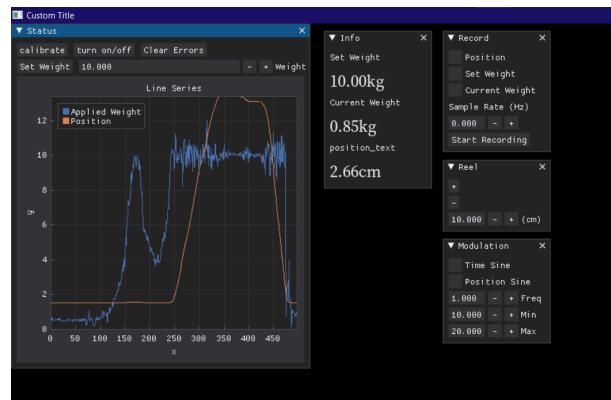 Custom Title
Status
calibrate turn on/off Clear Errors
Set Weight 10.000 - + Weight
Line Series
Applied Weight
Position
12
10
8
6
4
2
0
y
0 50 100 150 200 250 300 350 400 450
x
Info
Set Weight
10.00kg
Current Weight
0.85kg
position_text
2.66cm
Record
Position
Set Weight
Current Weight
Sample Rate (Hz)
0.000 - +
Start Recording
Reel
+
-
10.000 - + (cm)
Modulation
Time Sine
Position Sine
1.000 - + Freq
10.000 - + Min
20.000 - + Max